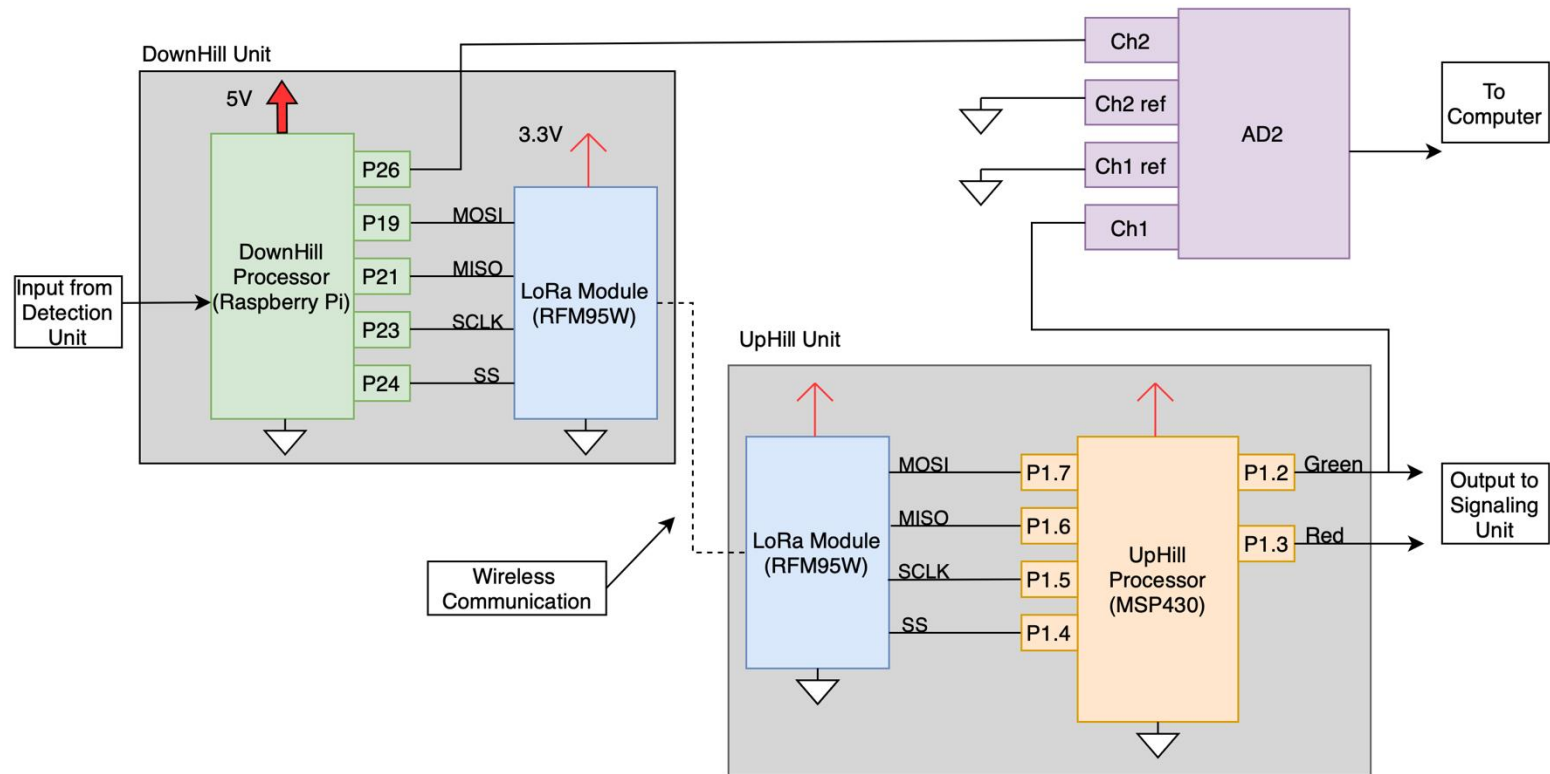 DownHill Unit
5V
3.3V
P26
P19
MOSI
P21
MISO
P23
SCLK
P24
SS
DownHill
Processor
(Raspberry Pi)
LoRa Module
(RFM95W)
Input from
Detection
Unit
Ch2
Ch2 ref
Ch1 ref
Ch1
AD2
To
Computer
UpHill Unit
LoRa Module
(RFM95W)
MOSI
P1.7
MISO
P1.6
SCLK
P1.5
SS
P1.4
UpHill
Processor
(MSP430)
P1.2
Green
P1.3
Red
Output to
Signaling
Unit
Wireless
Communication